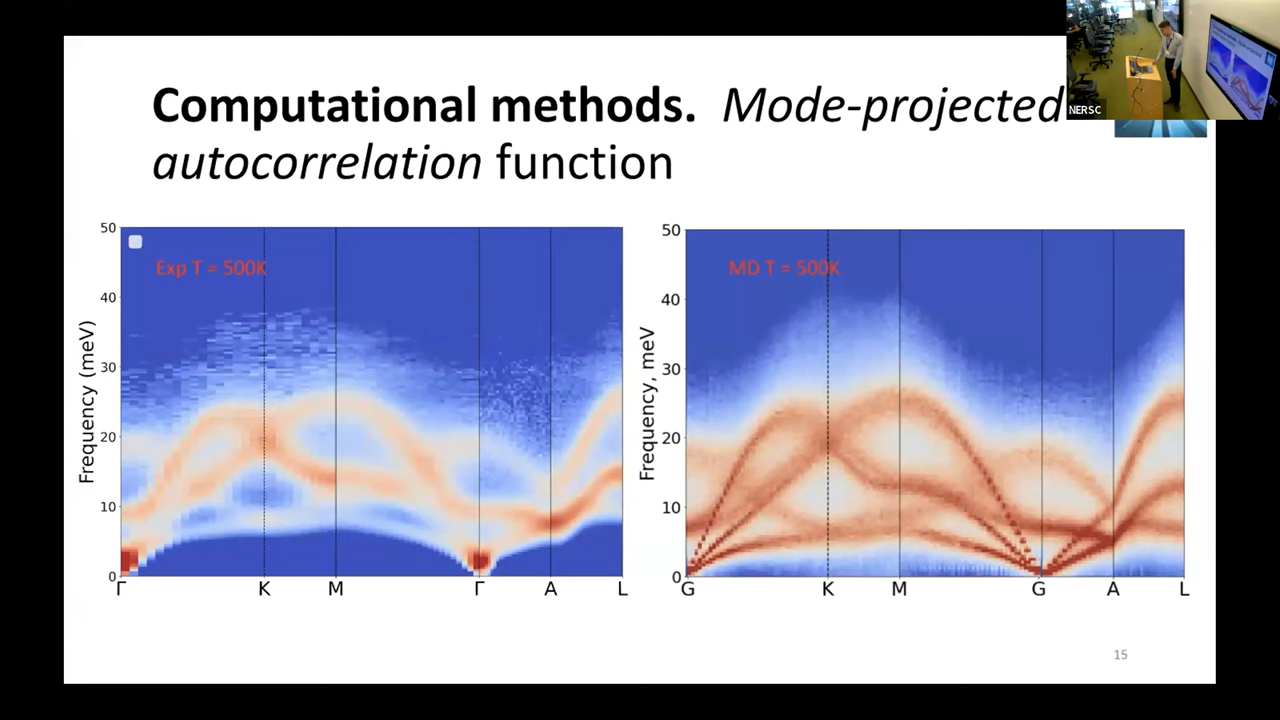 Computational methods. Mode-projected
autocorrelation function
NERSC
50
40
30
20
10
0
Frequency (meV)
Exp T = 500K
Γ K M Γ A L
50
40
30
20
10
0
Frequency, meV
MD T = 500K
G K M G A L
15